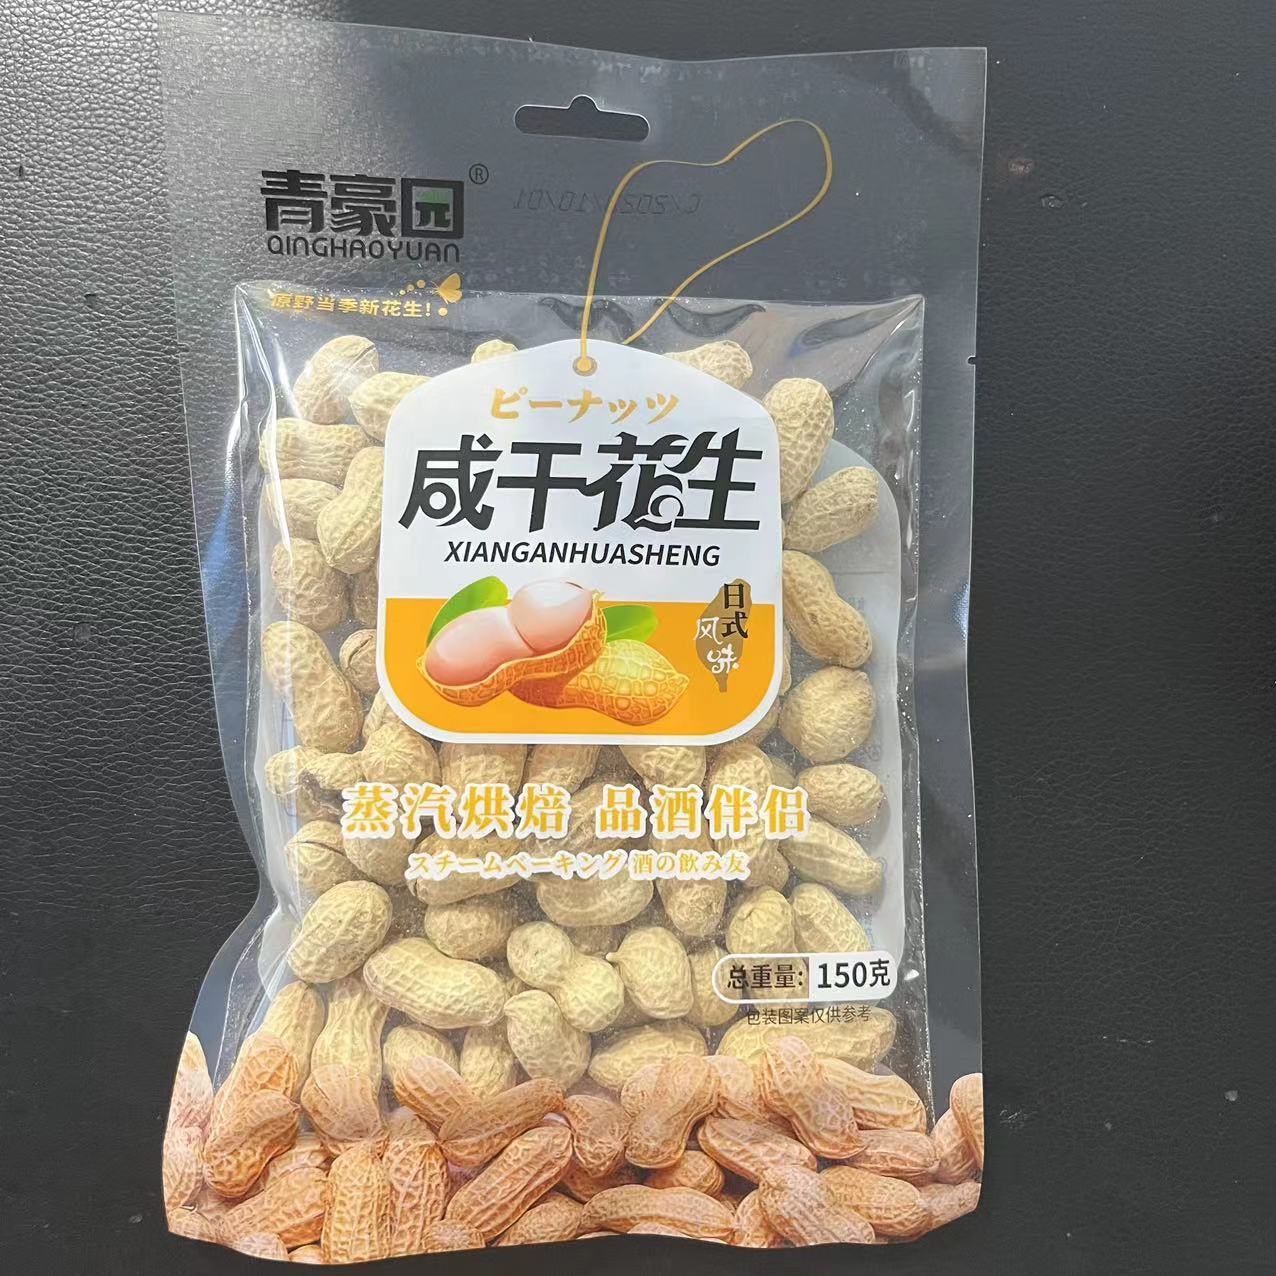 青豪园®
QINGHAOYUAN
原野当季新花生!
ピーナッツ
咸干花生
XIANGANHUASHENG
日式
风味
蒸汽烘焙 品酒伴侣
スチームベーキング 酒の飲み友
总重量: 150克
包装图案仅供参考